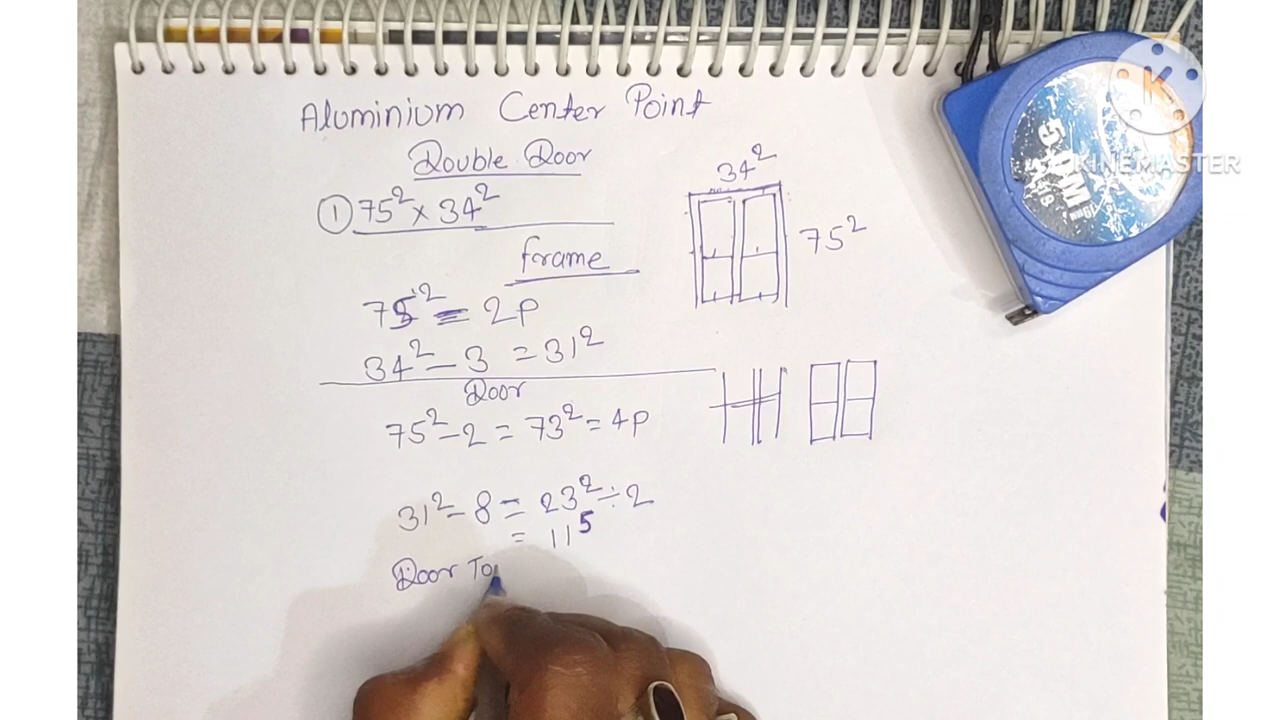 Aluminium Center Point
Double Door
① 75² x 34²
34²
75²
frame
75² = 2P
34² - 3 = 31²
Door
75² - 2 = 73² = 4P
31² - 8 = 23² ÷ 2
= 11⁵
Door To
5M
KINEMASTER